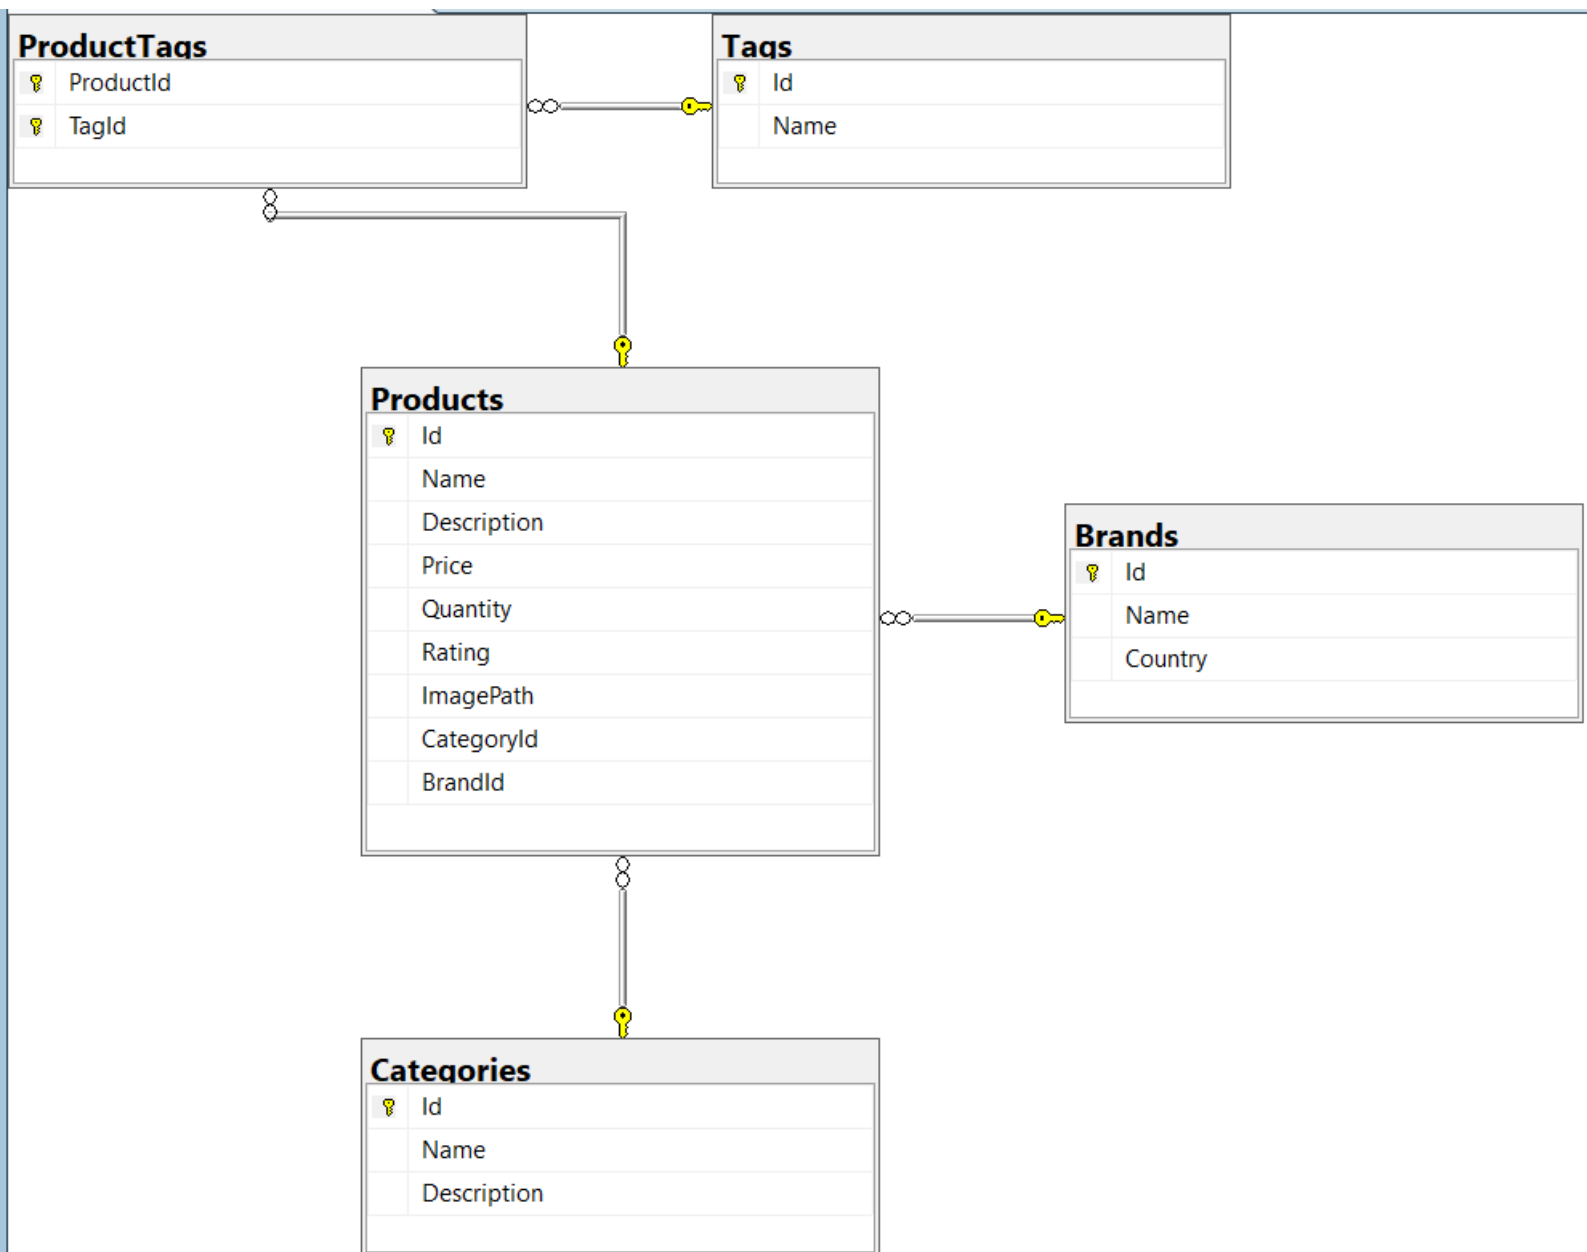 ProductTags
ProductId
TagId
Tags
Id
Name
Products
Id
Name
Description
Price
Quantity
Rating
ImagePath
CategoryId
BrandId
Brands
Id
Name
Country
Categories
Id
Name
Description